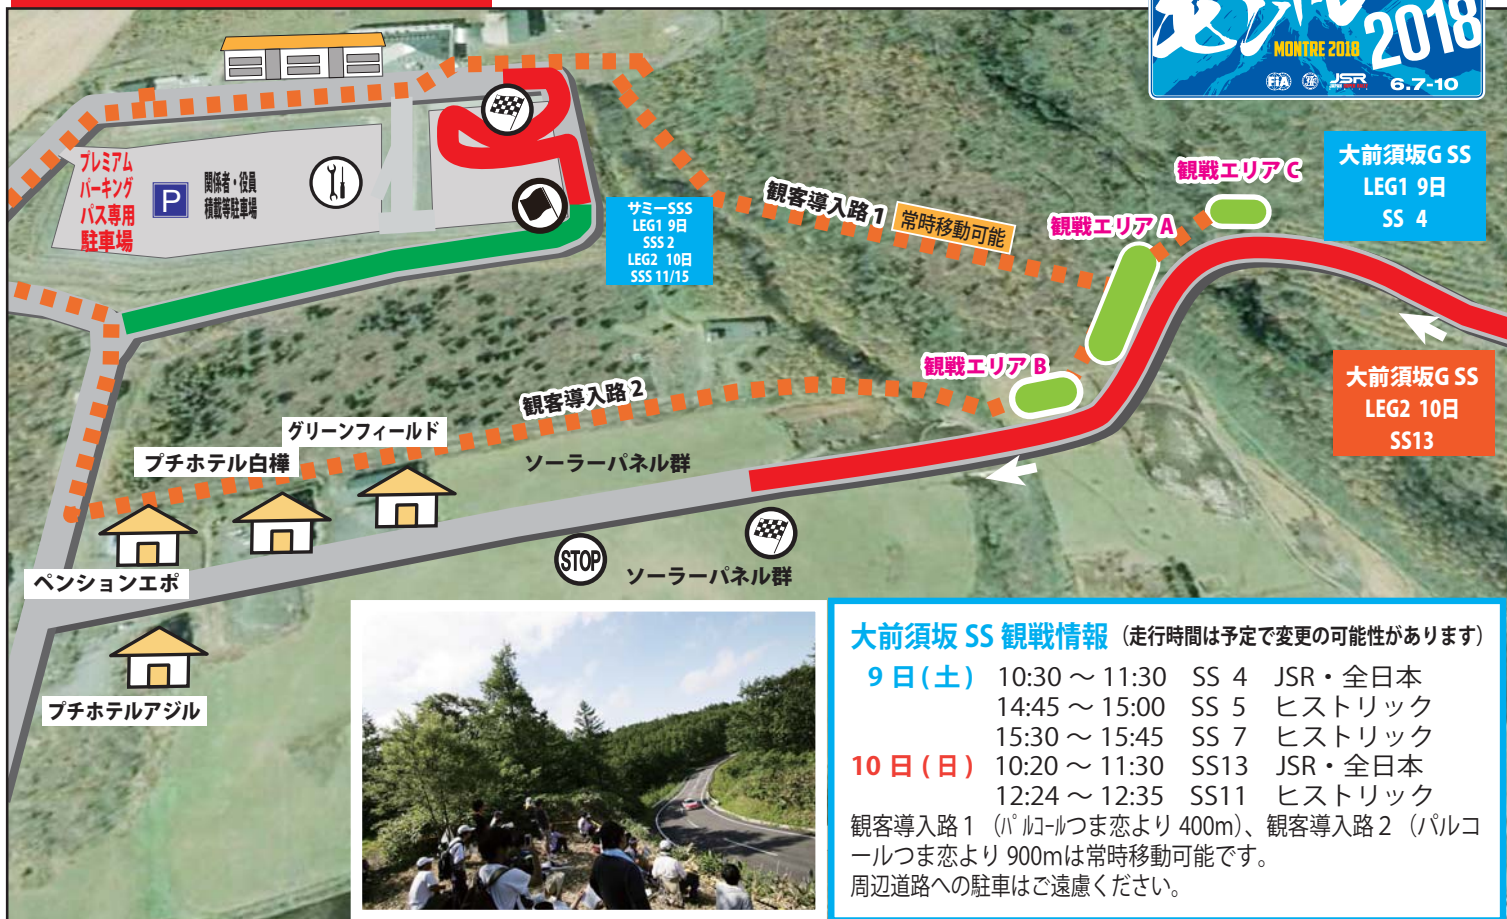 2018
MONTRE 2018
FIA
JSR
6.7-10
大前須坂G SS
LEG1 9日
SS 4
観戦エリア C
観客導入路 1
常時移動可能
観戦エリア A
プレミアム
パーキング
パス専用
駐車場
P
関係者・役員
積載等駐車場
サミーSSS
LEG1 9日
SSS 2
LEG2 10日
SSS 11/15
観戦エリア B
大前須坂G SS
LEG2 10日
SS13
観客導入路 2
グリーンフィールド
プチホテル白樺
ソーラーパネル群
STOP
ソーラーパネル群
ペンションエポ
プチホテルアジル
大前須坂 SS 観戦情報 (走行時間は予定で変更の可能性があります)
9 日 ( 土 ) 10:30 ～ 11:30 SS 4 JSR・全日本
14:45 ～ 15:00 SS 5 ヒストリック
15:30 ～ 15:45 SS 7 ヒストリック
10 日 ( 日 ) 10:20 ～ 11:30 SS13 JSR・全日本
12:24 ～ 12:35 SS11 ヒストリック
観客導入路 1 (ﾊﾟﾙｺｰﾙつま恋より 400m)、観客導入路 2 (パルコ
ールつま恋より 900mは常時移動可能です。
周辺道路への駐車はご遠慮ください。